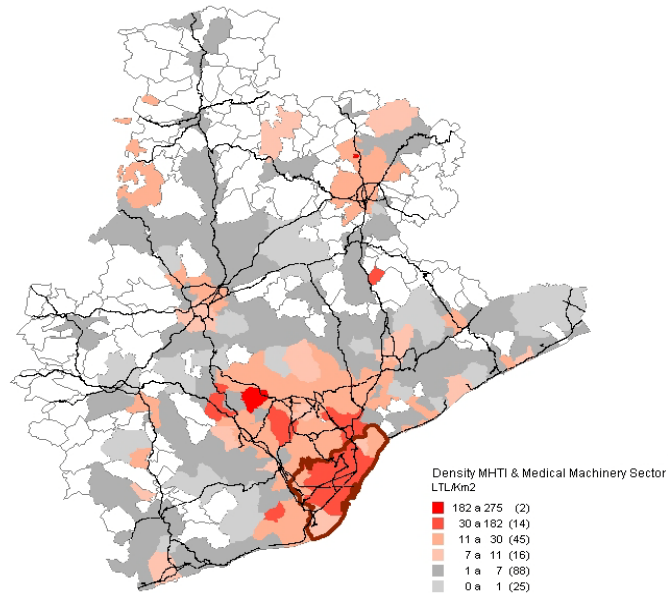 Density MHTI & Medical Machinery Sector
LTL/Km2
182 a 275 (2)
30 a 182 (14)
11 a 30 (45)
7 a 11 (16)
1 a 7 (88)
0 a 1 (25)